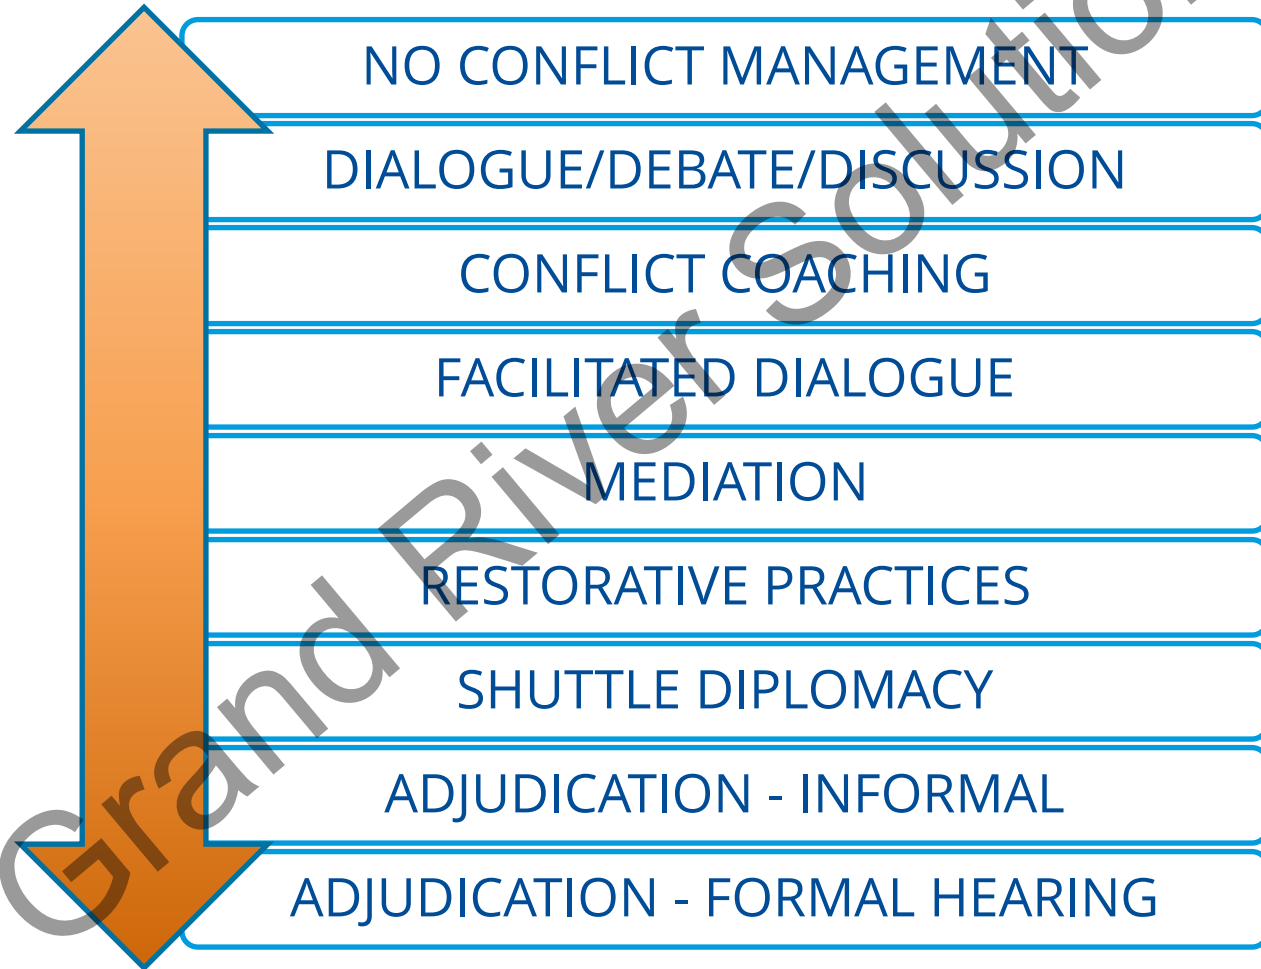 NO CONFLICT MANAGEMENT
DIALOGUE/DEBATE/DISCUSSION
CONFLICT COACHING
FACILITATED DIALOGUE
MEDIATION
RESTORATIVE PRACTICES
SHUTTLE DIPLOMACY
ADJUDICATION - INFORMAL
ADJUDICATION - FORMAL HEARING
Grand River Solutio